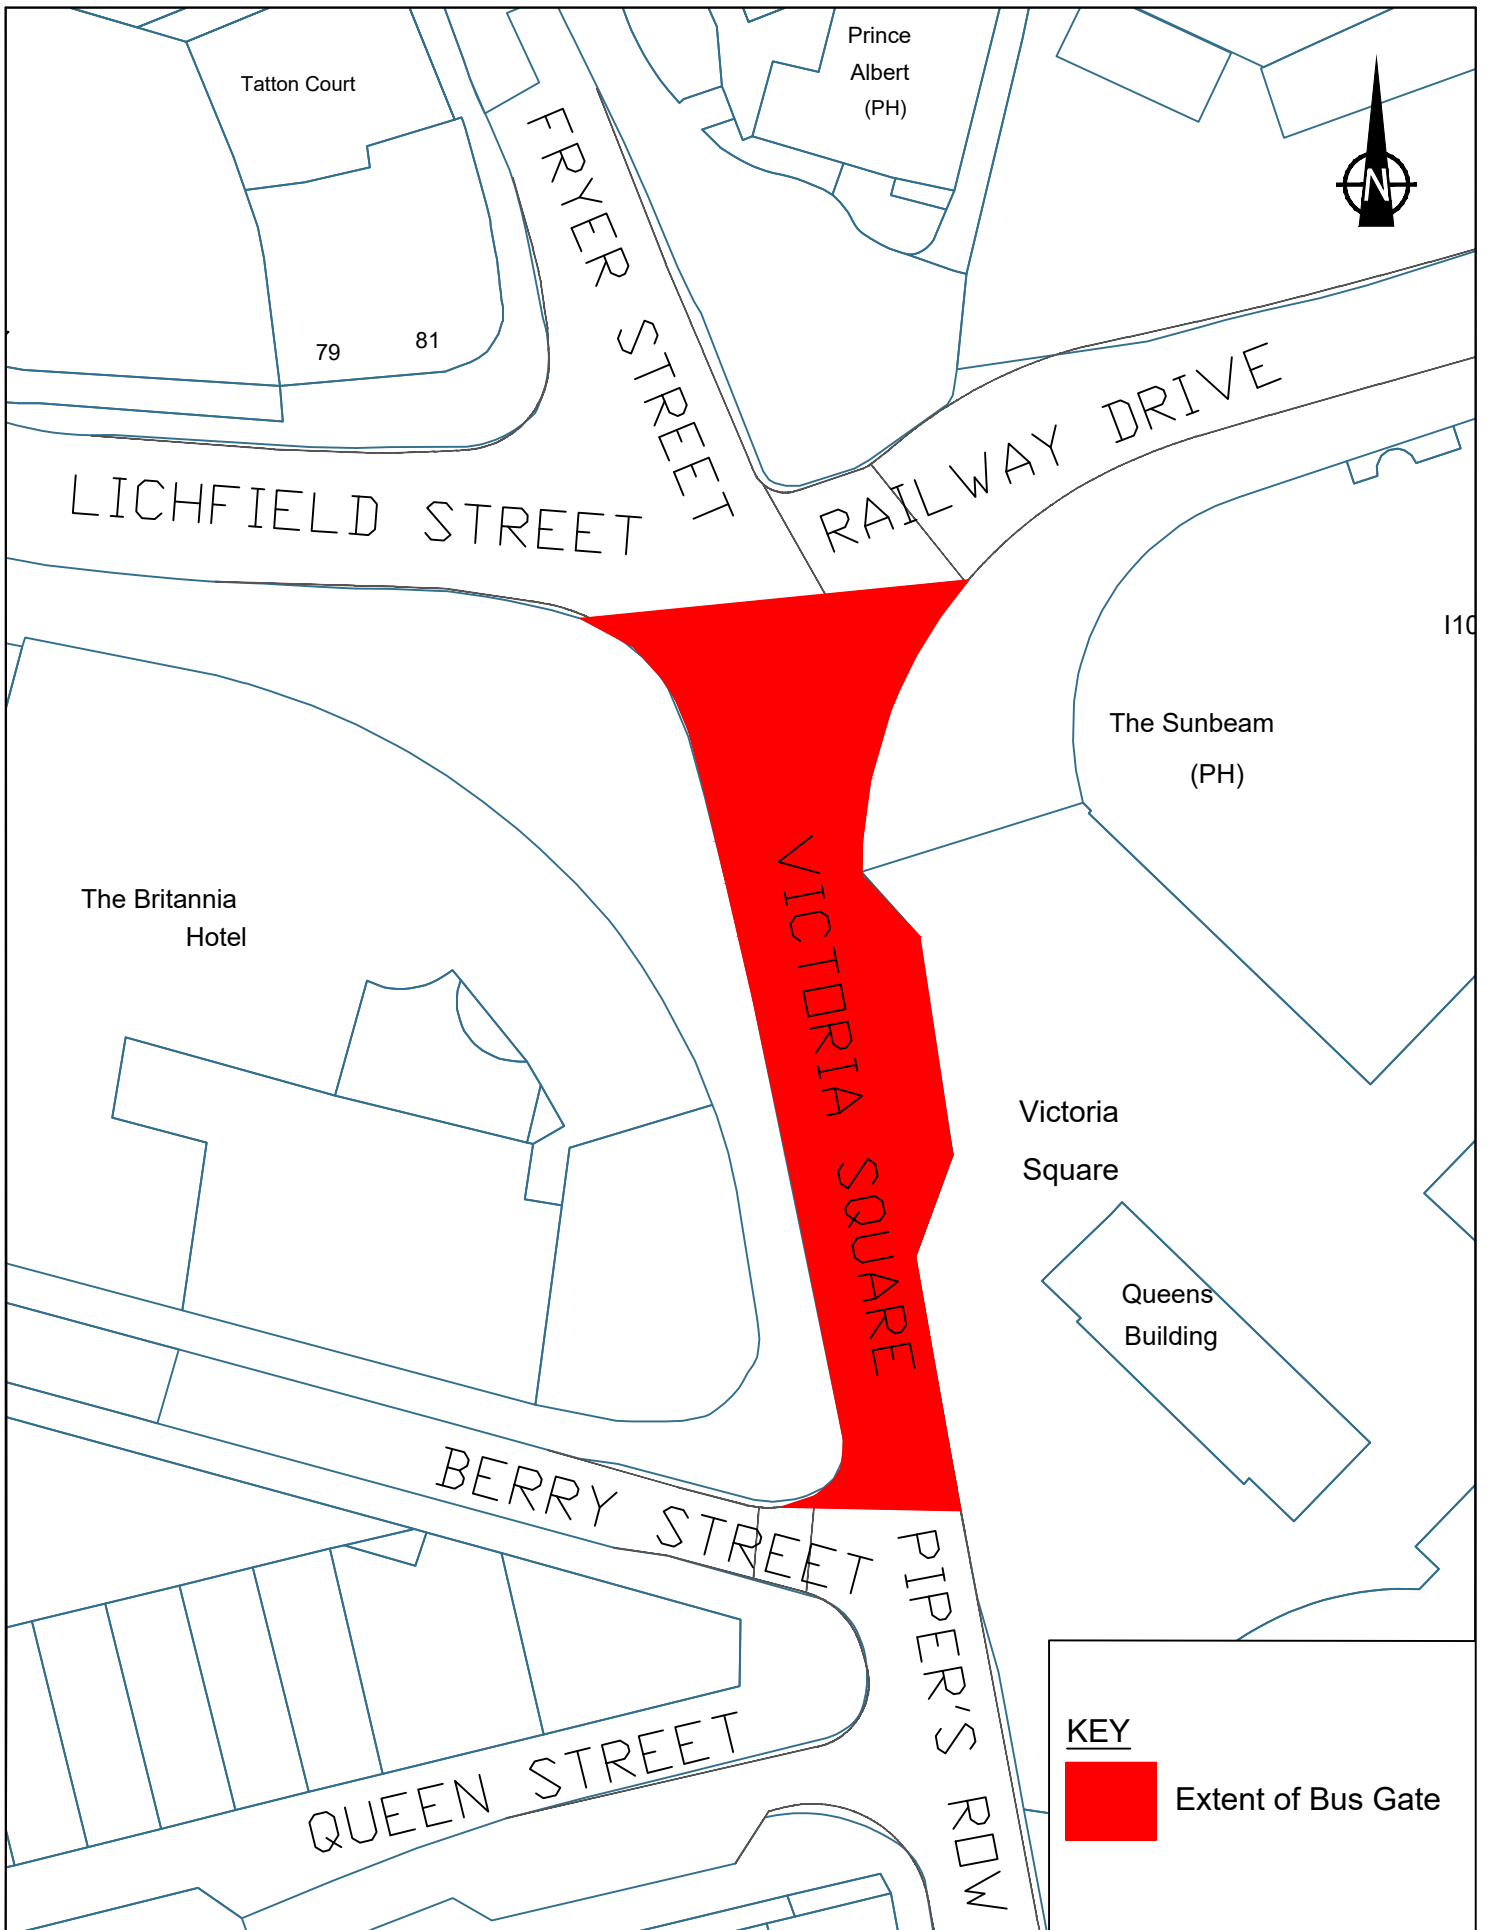 Tatton Court
Prince
Albert
(PH)
N
FRYER STREET
79
81
RAILWAY DRIVE
LICHFIELD STREET
I10
The Sunbeam
(PH)
The Britannia
Hotel
VICTORIA SQUARE
Victoria
Square
Queens
Building
BERRY STREET
PIPER'S ROW
QUEEN STREET
KEY
Extent of Bus Gate